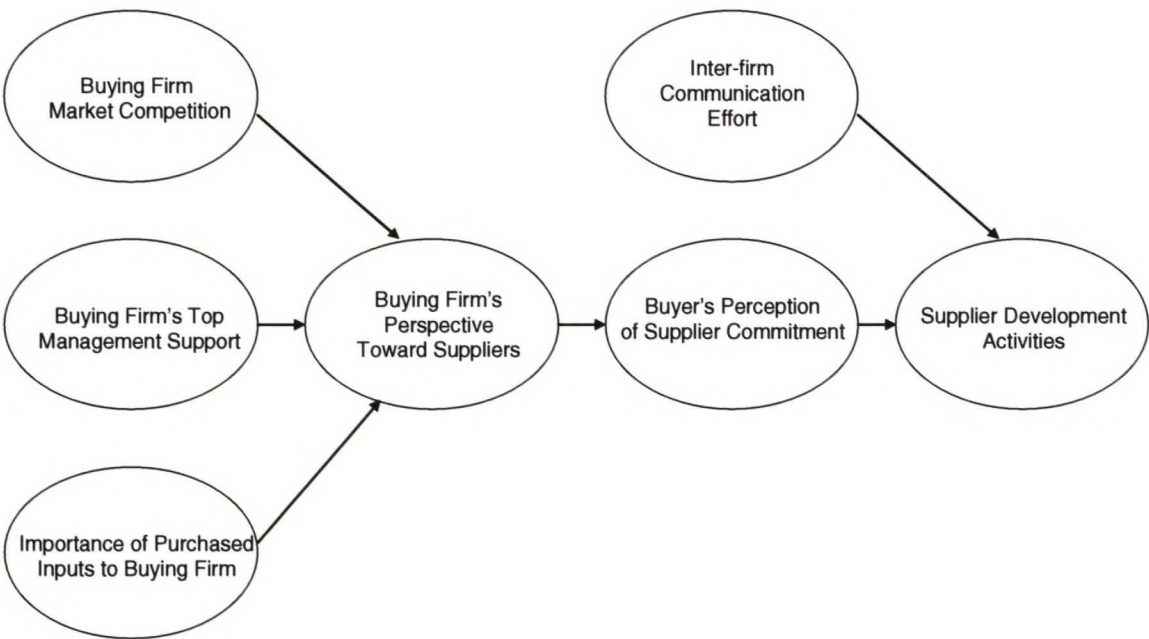 Buying Firm
Market Competition
Inter-firm
Communication
Effort
Buying Firm’s Top
Management Support
Buying Firm’s
Perspective
Toward Suppliers
Buyer’s Perception
of Supplier Commitment
Supplier Development
Activities
Importance of Purchased
Inputs to Buying Firm